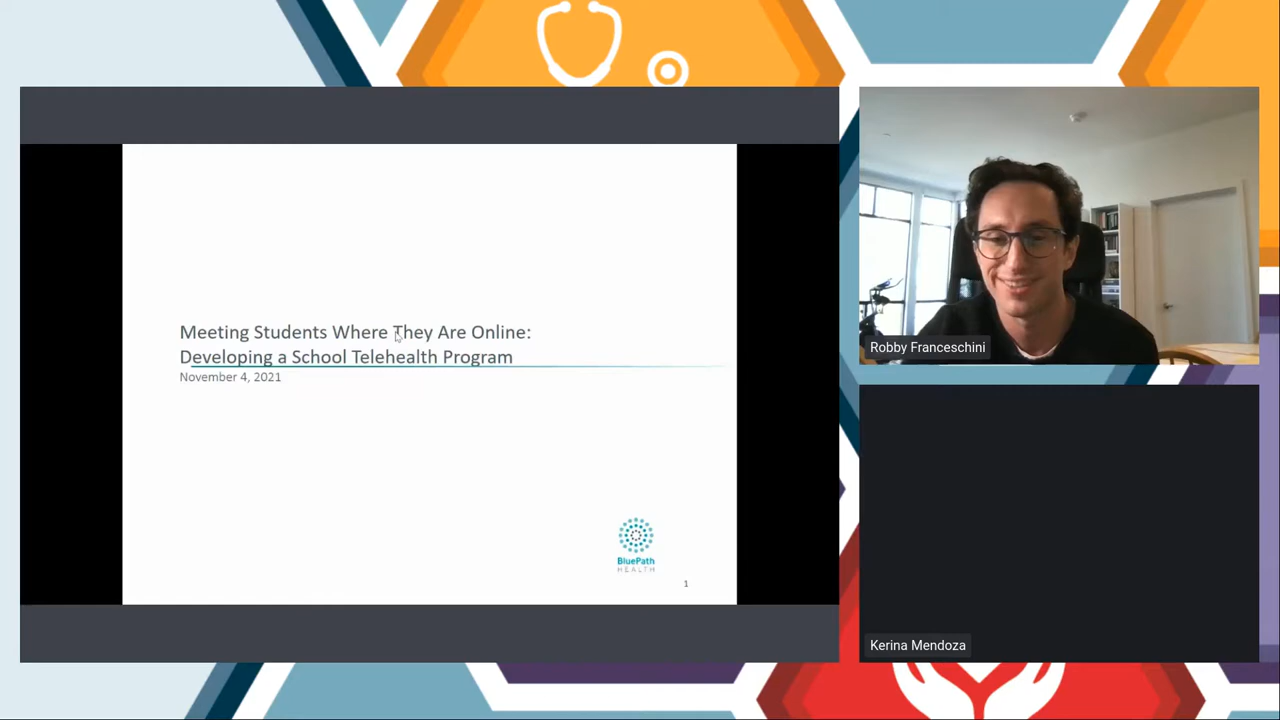 Meeting Students Where They Are Online:
Developing a School Telehealth Program
November 4, 2021
BluePath
HEALTH
1
Robby Franceschini
Kerina Mendoza